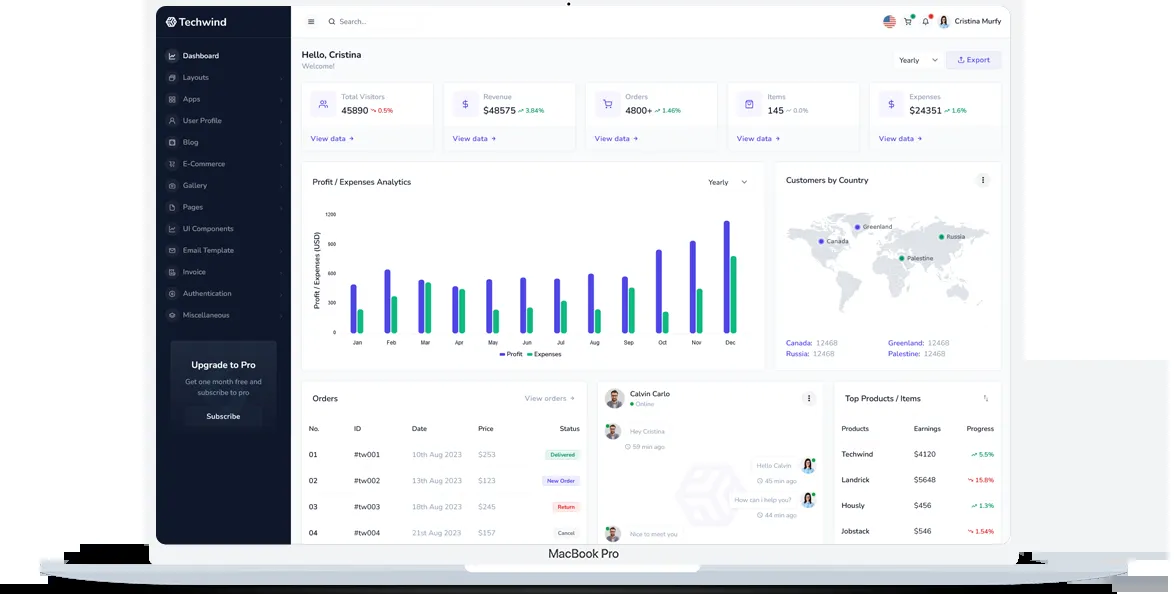 Techwind
Search...
Cristina Murfy
Dashboard
Layouts
Apps
User Profile
Blog
E-Commerce
Gallery
Pages
UI Components
Email Template
Invoice
Authentication
Miscellaneous
Upgrade to Pro
Get one month free and
subscribe to pro
Subscribe
Hello, Cristina
Welcome!
Yearly
Export
Total Visitors
45890 0.5%
View data
Revenue
$48575 3.84%
View data
Orders
4800+ 1.46%
View data
Items
145 0.0%
View data
Expenses
$24351 1.6%
View data
Profit / Expenses Analytics
Yearly
Profit / Expenses (USD)
1200
900
600
300
0
Jan Feb Mar Apr May Jun Jul Aug Sep Oct Nov Dec
Profit Expenses
Customers by Country
Canada
Greenland
Russia
Palestine
Canada: 12468 Greenland: 12468
Russia: 12468 Palestine: 12468
Orders View orders
No. ID Date Price Status
01 #tw001 10th Aug 2023 $253 Delivered
02 #tw002 13th Aug 2023 $123 New Order
03 #tw003 18th Aug 2023 $245 Return
04 #tw004 21st Aug 2023 $157 Cancel
Calvin Carlo
Online
Hey Cristina
59 min ago
Hello Calvin
45 min ago
How can i help you?
44 min ago
Nice to meet you
Top Products / Items
Products Earnings Progress
Techwind $4120 5.5%
Landrick $5648 15.8%
Hously $456 1.3%
Jobstack $546 1.54%
MacBook Pro